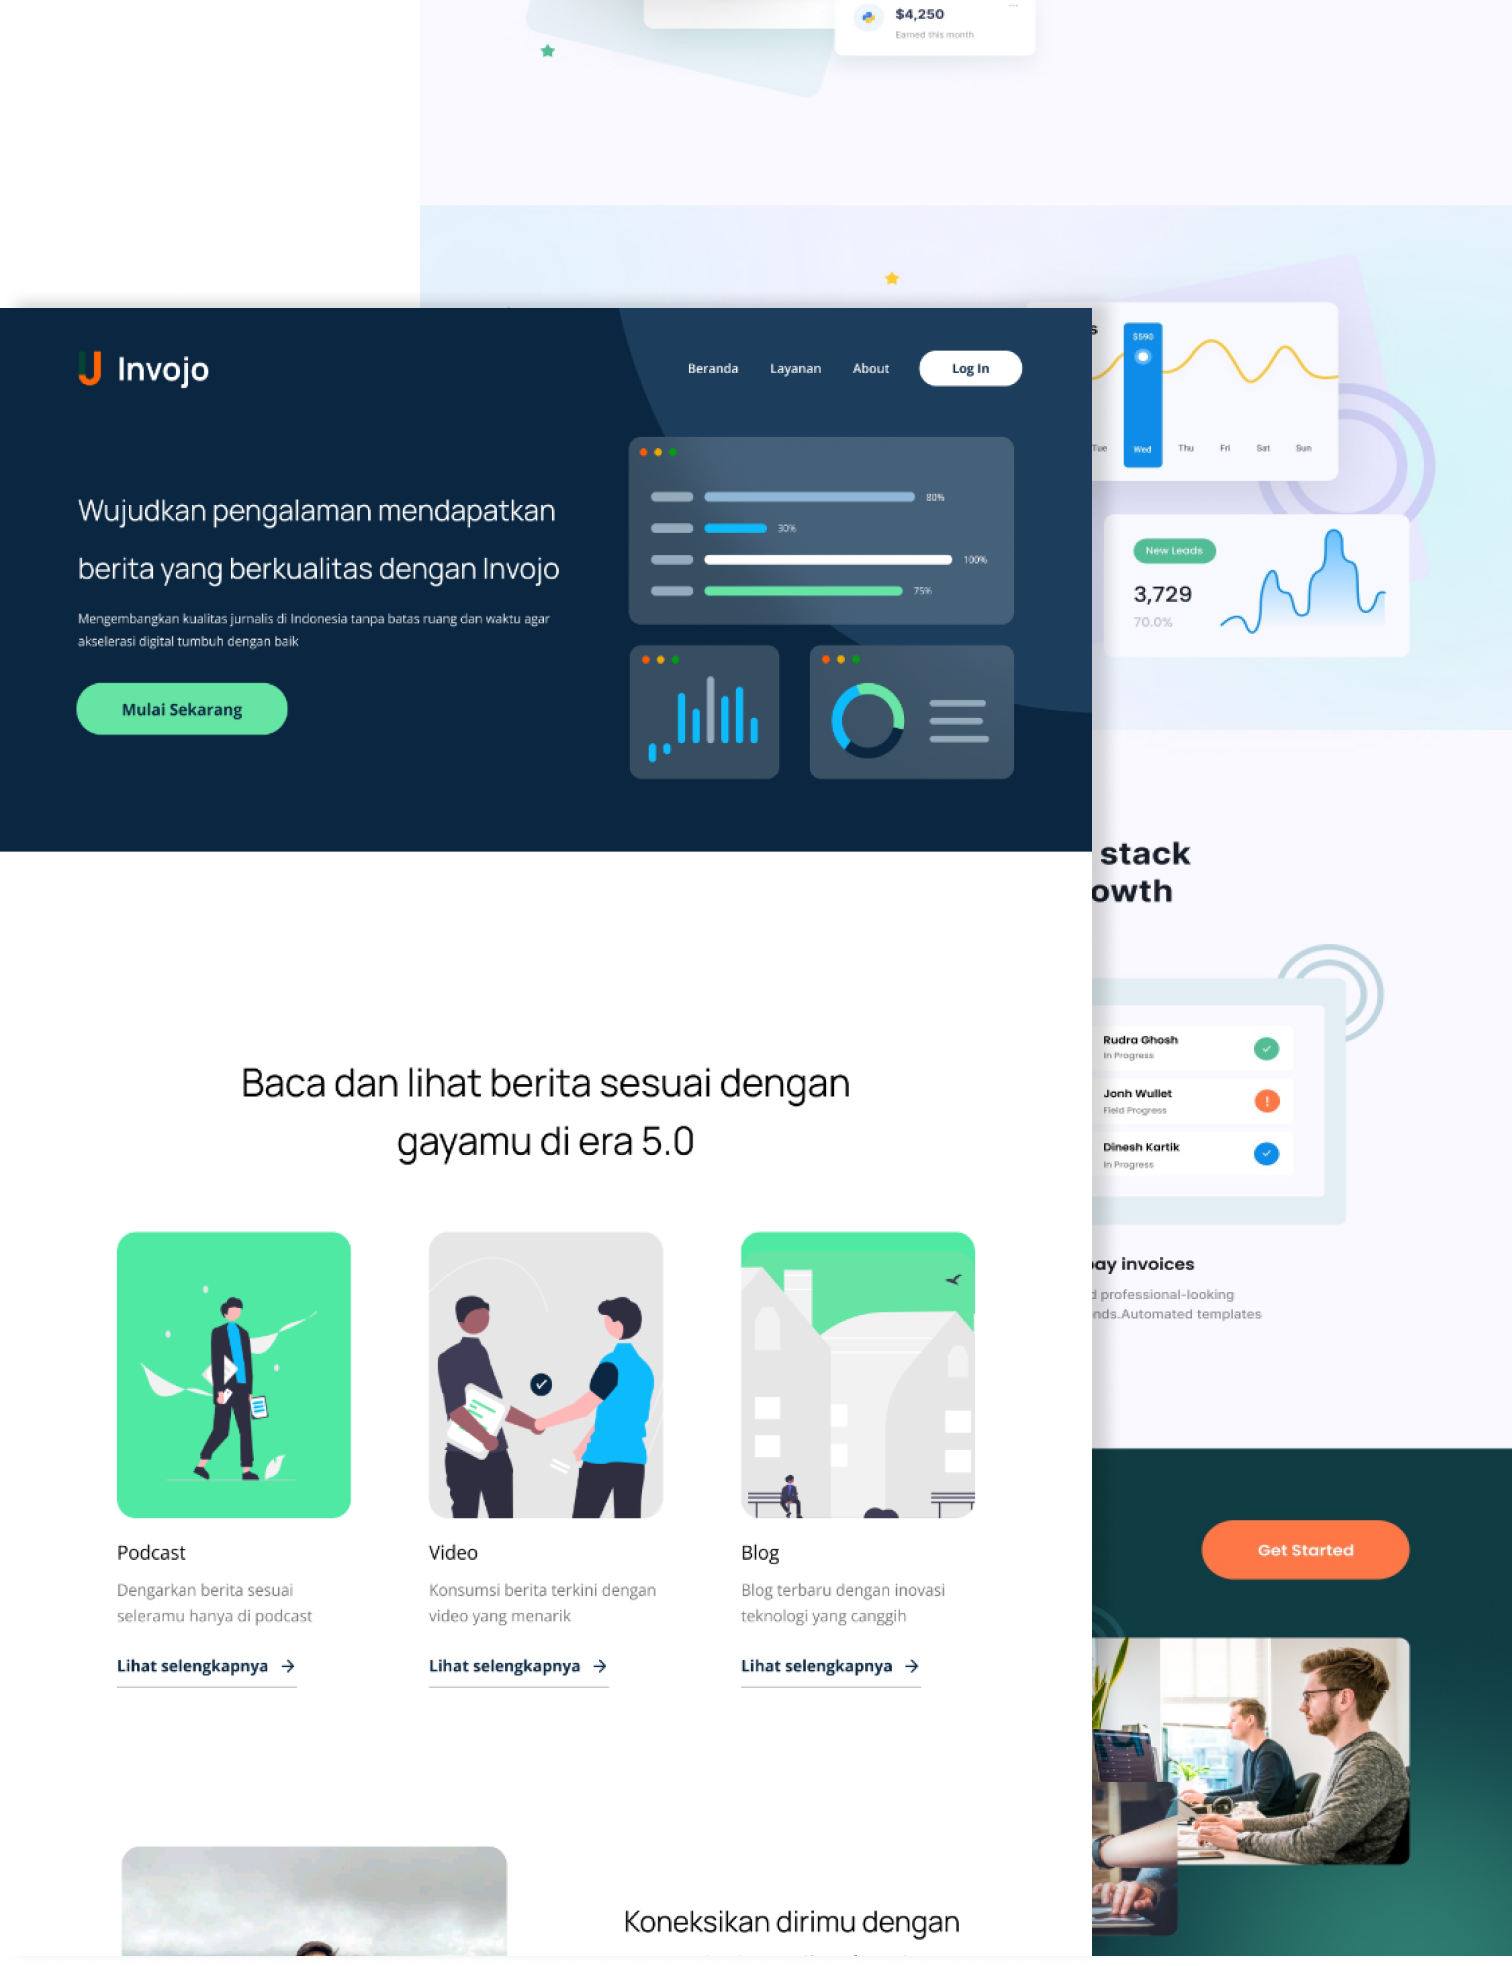 $4,250
Earned this month
Invojo
Beranda
Layanan
About
Log In
Wujudkan pengalaman mendapatkan
berita yang berkualitas dengan Invojo
Mengembangkan kualitas jurnalis di Indonesia tanpa batas ruang dan waktu agar
akselerasi digital tumbuh dengan baik
Mulai Sekarang
80%
30%
100%
75%
s
$590
Tue
Wed
Thu
Fri
Sat
Sun
New Leads
3,729
70.0%
stack
owth
Rudra Ghosh
In Progress
Jonh Wullet
Field Progress
Dinesh Kartik
In Progress
ay invoices
d professional-looking
nds.Automated templates
Get Started
Baca dan lihat berita sesuai dengan
gayamu di era 5.0
Podcast
Dengarkan berita sesuai
seleramu hanya di podcast
Lihat selengkapnya
Video
Konsumsi berita terkini dengan
video yang menarik
Lihat selengkapnya
Blog
Blog terbaru dengan inovasi
teknologi yang canggih
Lihat selengkapnya
Koneksikan dirimu dengan